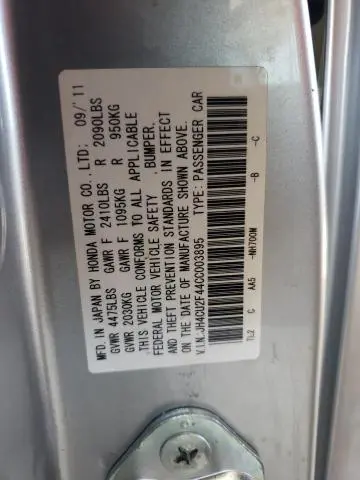 MFD. IN JAPAN BY HONDA MOTOR CO.,LTD: 09/'11
GVWR 4475LBS GAWR F 2410LBS R 2090LBS
GVWR 2030KG GAWR F 1095KG R 950KG
THIS VEHICLE CONFORMS TO ALL APPLICABLE
FEDERAL MOTOR VEHICLE SAFETY ,BUMPER,
AND THEFT PREVENTION STANDARDS IN EFFECT
ON THE DATE OF MANUFACTURE SHOWN ABOVE.
V.I.N.:JH4CU2F44CC003895 TYPE: PASSENGER CAR
TL2 C AA5 -NH700M -B -C